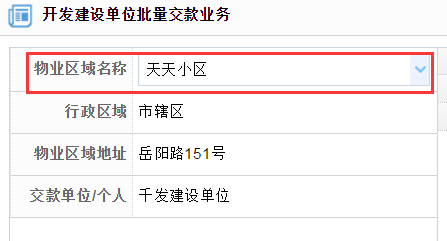 开发建设单位批量交款业务
物业区域名称 天天小区
行政区域 市辖区
物业区域地址 岳阳路151号
交款单位/个人 千发建设单位